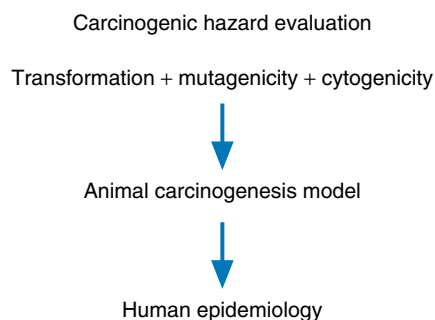 Carcinogenic hazard evaluation
Transformation + mutagenicity + cytogenicity
Animal carcinogenesis model
Human epidemiology